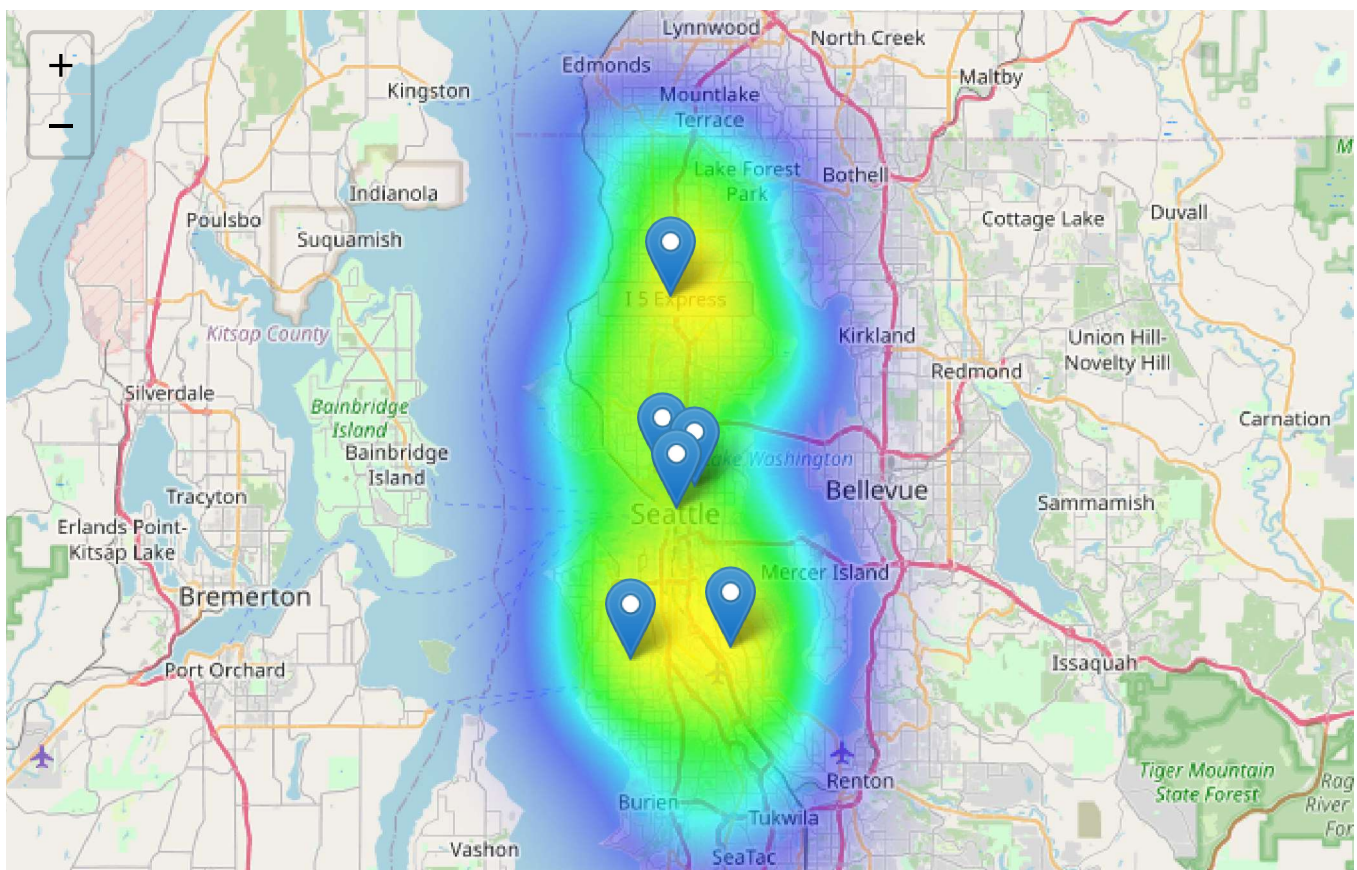 +
−
Lynnwood
North Creek
Edmonds
Maltby
Kingston
Mountlake
Terrace
Lake Forest
Park
Bothell
M
Indianola
Poulsbo
Suquamish
Cottage Lake
Duvall
I 5 Express
Kitsap County
Kirkland
Union Hill-
Novelty Hill
Redmond
Silverdale
Bainbridge
Island
Carnation
Bainbridge
Island
Lake Washington
Bellevue
Tracyton
Sammamish
Seattle
Erlands Point-
Kitsap Lake
Mercer Island
Bremerton
Issaquah
Port Orchard
Renton
Tiger Mountain
State Forest
Rag
River
For
Burien
Tukwila
Vashon
SeaTac